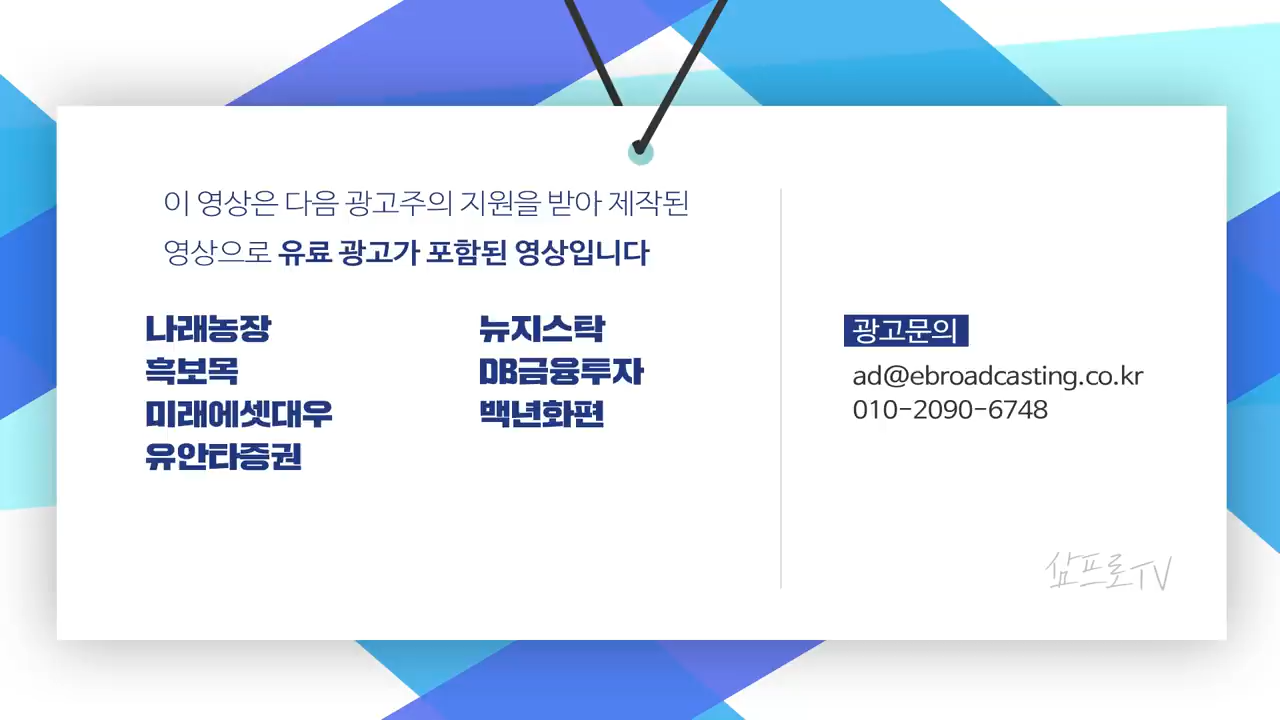 이 영상은 다음 광고주의 지원을 받아 제작된
영상으로 유료 광고가 포함된 영상입니다
나래농장
흑보목
미래에셋대우
유안타증권
뉴지스탁
DB금융투자
백년화편
광고문의
ad@ebroadcasting.co.kr
010-2090-6748
삼프로TV